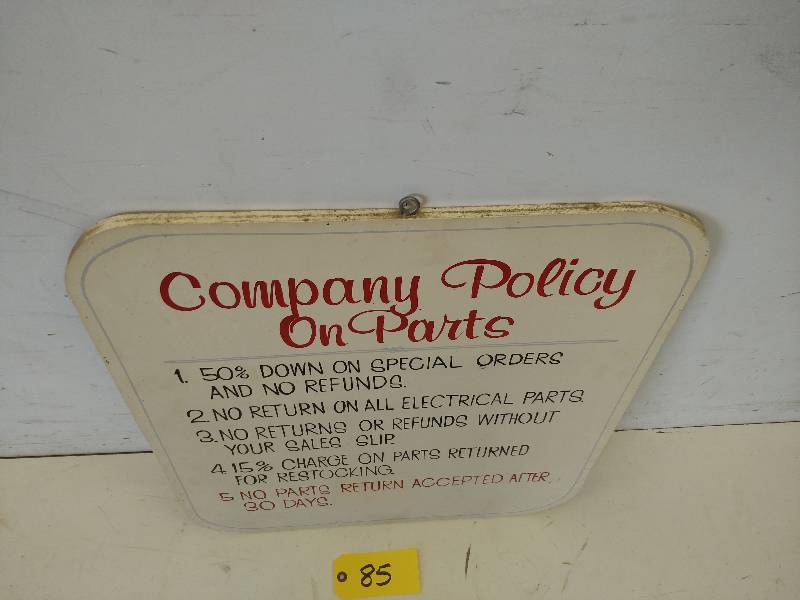 Company Policy
On Parts
1. 50% DOWN ON SPECIAL ORDERS
AND NO REFUNDS.
2. NO RETURN ON ALL ELECTRICAL PARTS.
3. NO RETURNS OR REFUNDS WITHOUT
YOUR SALES SLIP.
4. 15% CHARGE ON PARTS RETURNED
FOR RESTOCKING.
5. NO PARTS RETURN ACCEPTED AFTER
30 DAYS.
85